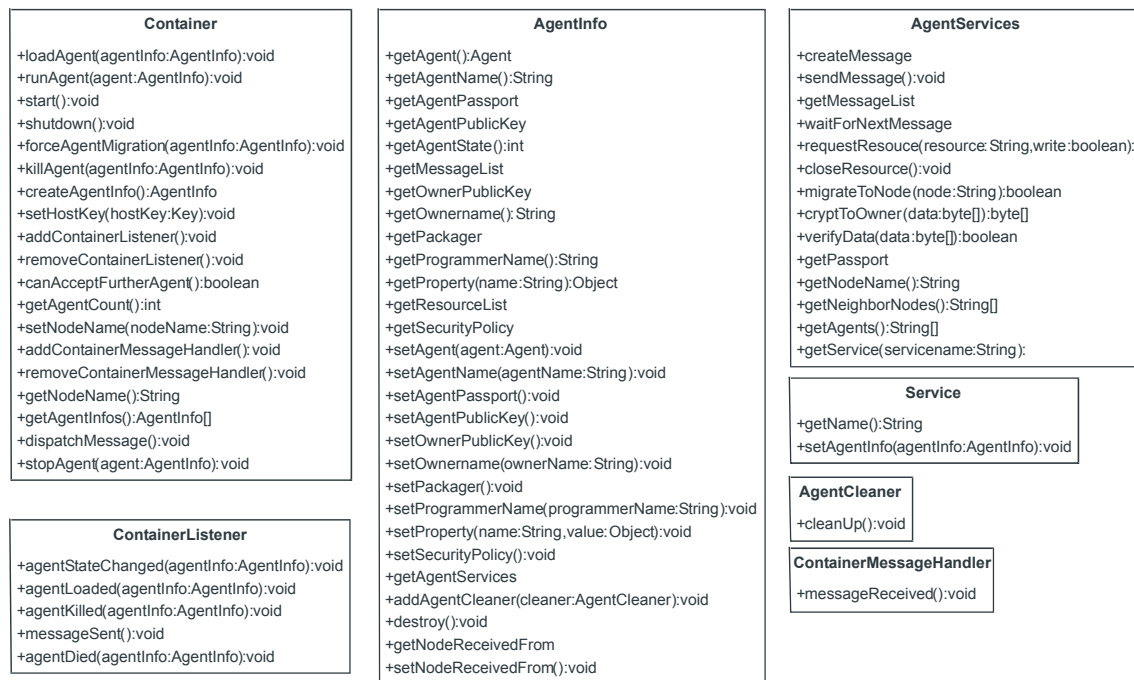 Container
+loadAgent(agentInfo:AgentInfo):void
+runAgent(agent:AgentInfo):void
+start():void
+shutdown():void
+forceAgentMigration(agentInfo:AgentInfo):void
+killAgent(agentInfo:AgentInfo):void
+createAgentInfo():AgentInfo
+setHostKey(hostKey:Key):void
+addContainerListener():void
+removeContainerListener():void
+canAcceptFurtherAgent():boolean
+getAgentCount():int
+setNodeName(nodeName:String):void
+addContainerMessageHandler():void
+removeContainerMessageHandler():void
+getNodeName():String
+getAgentInfos():AgentInfo[]
+dispatchMessage():void
+stopAgent(agent:AgentInfo):void
ContainerListener
+agentStateChanged(agentInfo:AgentInfo):void
+agentLoaded(agentInfo:AgentInfo):void
+agentKilled(agentInfo:AgentInfo):void
+messageSent():void
+agentDied(agentInfo:AgentInfo):void
AgentInfo
+getAgent():Agent
+getAgentName():String
+getAgentPassport
+getAgentPublicKey
+getAgentState():int
+getMessageList
+getOwnerPublicKey
+getOwnername():String
+getPackager
+getProgrammerName():String
+getProperty(name:String):Object
+getResourceList
+getSecurityPolicy
+setAgent(agent:Agent):void
+setAgentName(agentName:String):void
+setAgentPassport():void
+setAgentPublicKey():void
+setOwnerPublicKey():void
+setOwnername(ownerName:String):void
+setPackager():void
+setProgrammerName(programmerName:String):void
+setProperty(name:String,value:Object):void
+setSecurityPolicy():void
+getAgentServices
+addAgentCleaner(cleaner:AgentCleaner):void
+destroy():void
+getNodeReceivedFrom
+setNodeReceivedFrom():void
AgentServices
+createMessage
+sendMessage():void
+getMessageList
+waitForNextMessage
+requestResouce(resource:String,write:boolean):
+closeResource():void
+migrateToNode(node:String):boolean
+cryptToOwner(data:byte[]):byte[]
+verifyData(data:byte[]):boolean
+getPassport
+getNodeName():String
+getNeighborNodes():String[]
+getAgents():String[]
+getService(servicename:String):
Service
+getName():String
+setAgentInfo(agentInfo:AgentInfo):void
AgentCleaner
+cleanUp():void
ContainerMessageHandler
+messageReceived():void